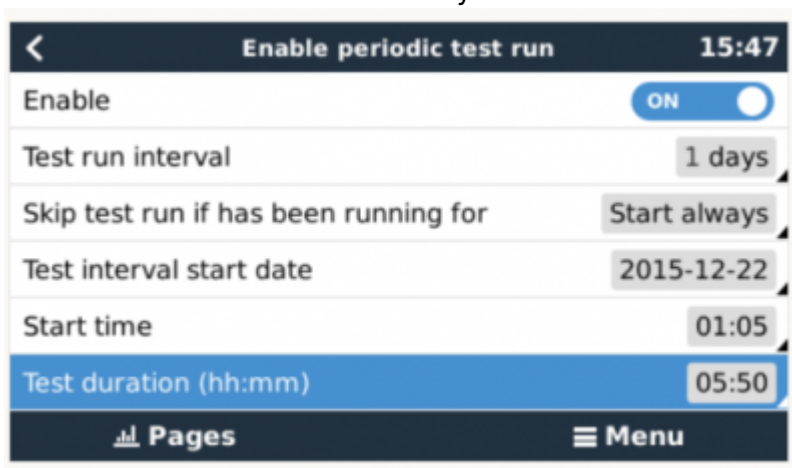 Enable periodic test run 15:47
Enable ON
Test run interval 1 days
Skip test run if has been running for Start always
Test interval start date 2015-12-22
Start time 01:05
Test duration (hh:mm) 05:50
Pages Menu